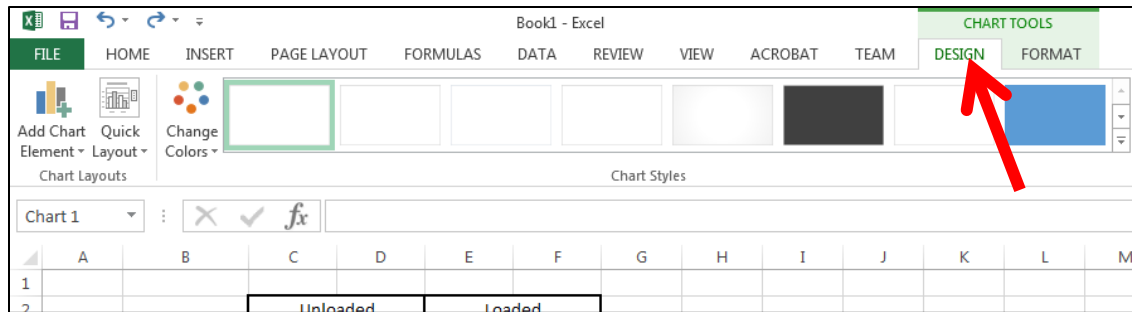 Book1 - Excel
CHART TOOLS
FILE HOME INSERT PAGE LAYOUT FORMULAS DATA REVIEW VIEW ACROBAT TEAM DESIGN FORMAT
Add Chart Quick Change
Element Layout Colors
Chart Layouts Chart Styles
Chart 1 fx
A B C D E F G H I J K L M
1
2 Unloaded Loaded